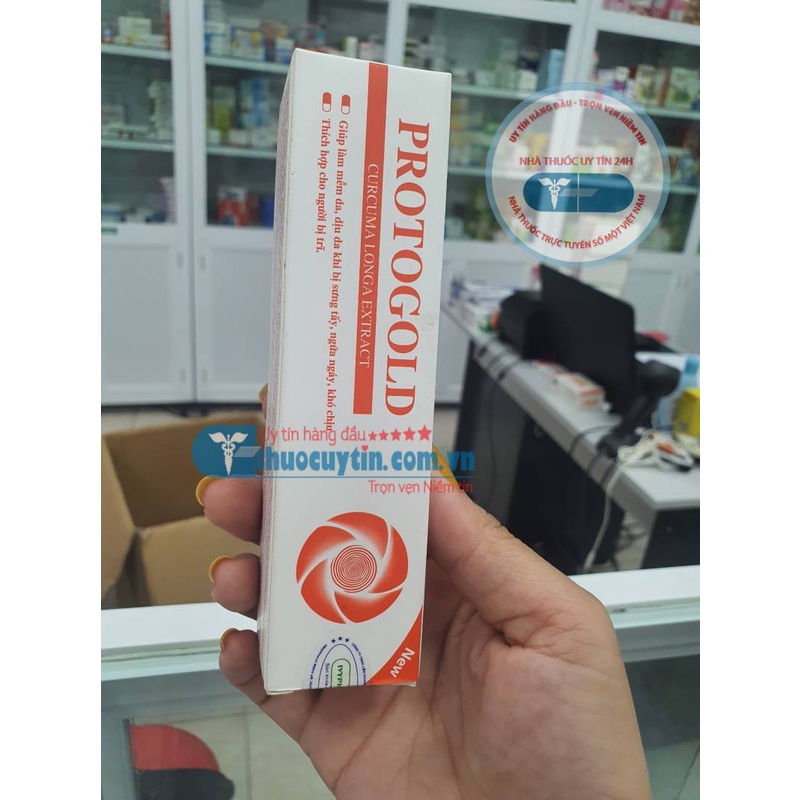 PROTOGOLD
CURCUMA LONGA EXTRACT
Giúp làm mềm da, dịu da khi bị sưng tấy, ngứa ngáy, khó chịu
Thích hợp cho người bị trĩ.
New
UY TÍN HÀNG ĐẦU - TRỌN VẸN NIỀM TIN
NHÀ THUỐC UY TÍN 24H
NHÀ THUỐC TRỰC TUYẾN SỐ MỘT VIỆT NAM
Uy tín hàng đầu
thuocuytin.com.vn
Trọn vẹn Niềm tin